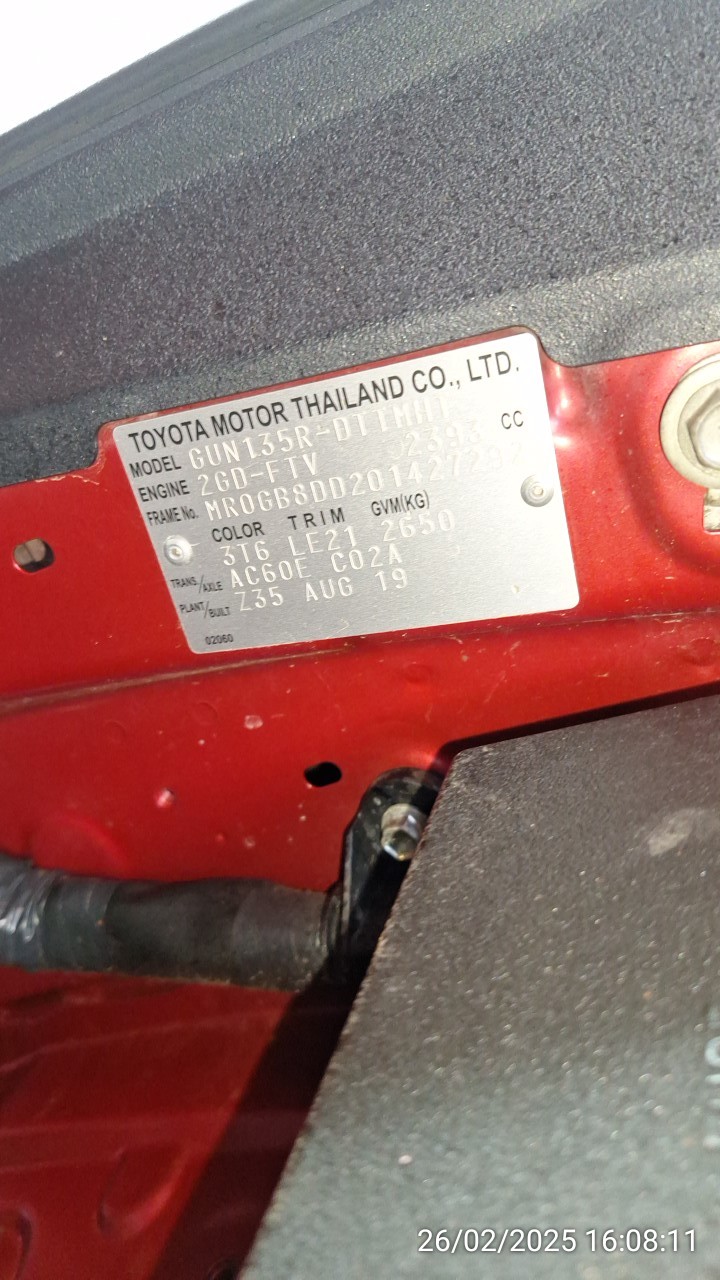 TOYOTA MOTOR THAILAND CO., LTD.
MODEL GUN135R-DTTMHT
ENGINE 2GD-FTV 2393 CC
FRAME No.
COLOR TRIM GVM(KG)
3T6 LE21 2650
TRANS./AXLE AC60E C02A
PLANT/BUILT Z35 AUG 19
02060
26/02/2025 16:08:11